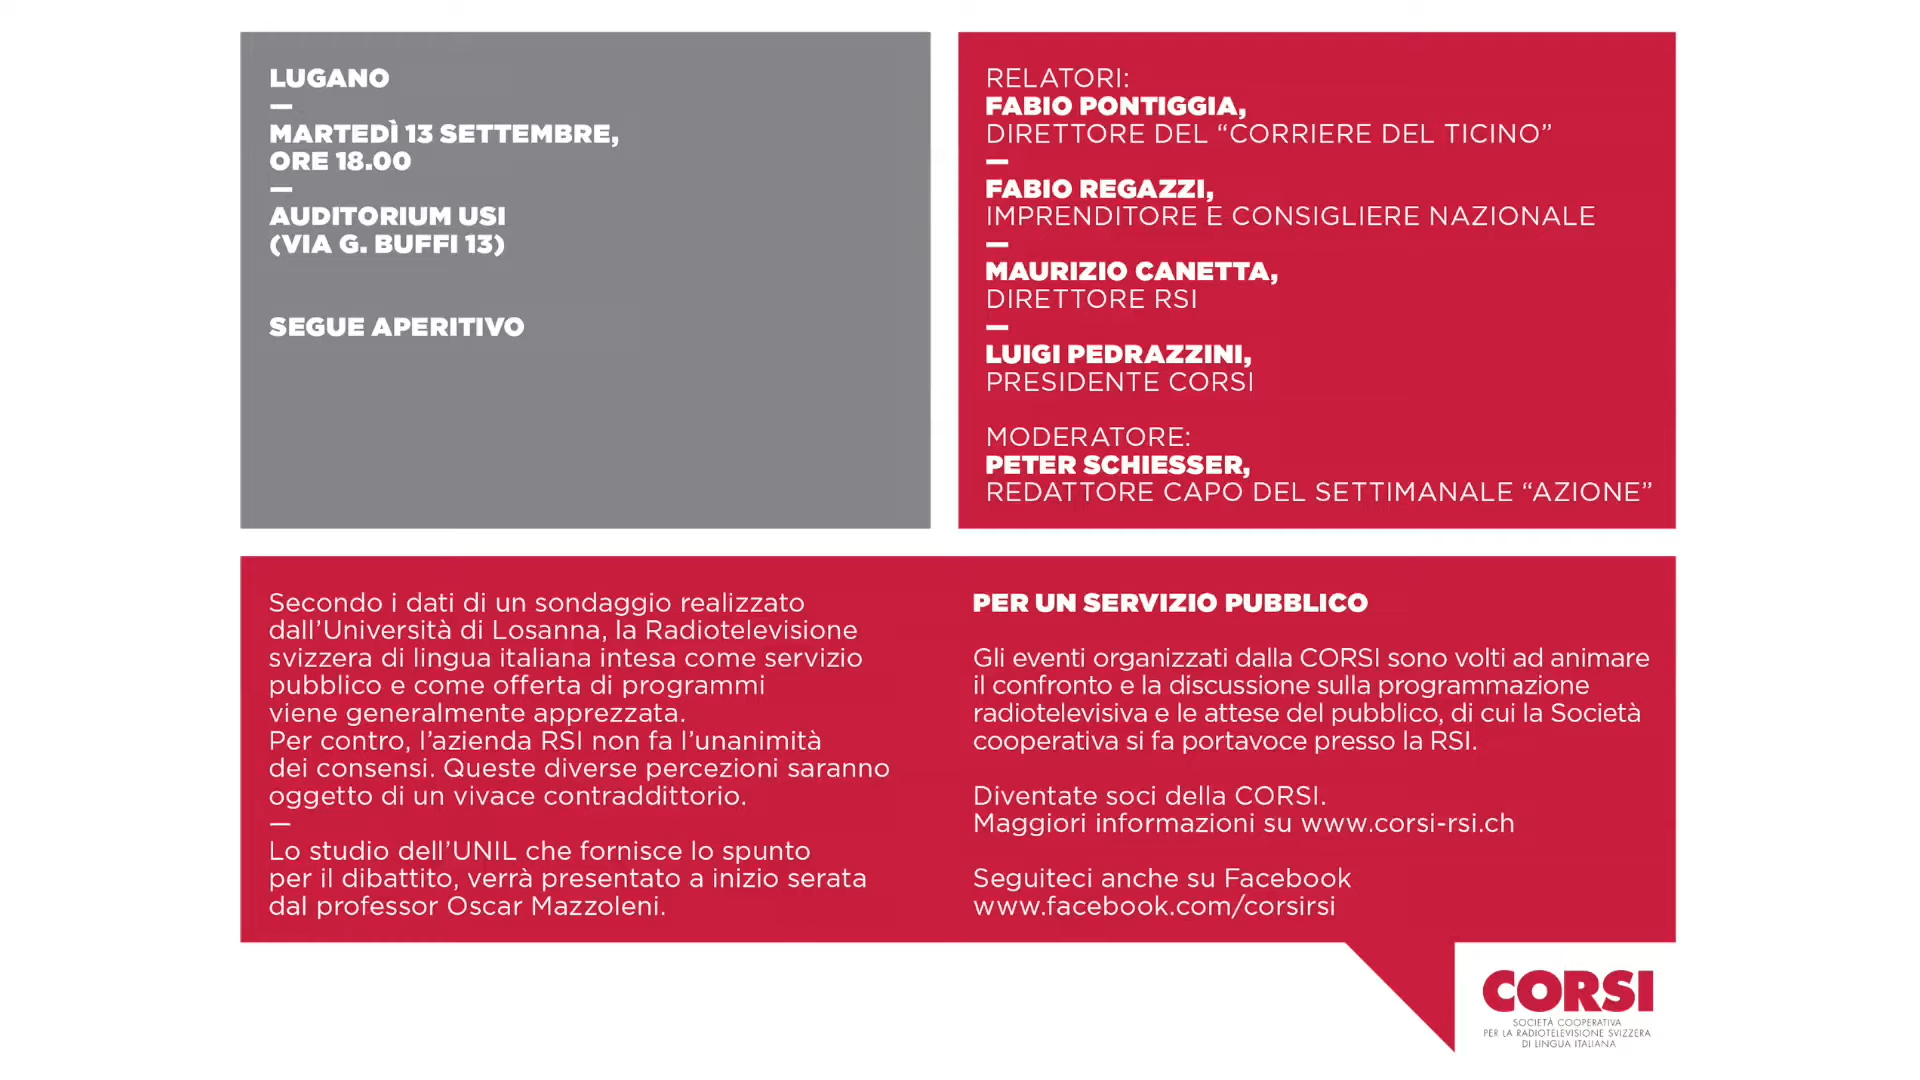 LUGANO
—
MARTEDÌ 13 SETTEMBRE,
ORE 18.00
—
AUDITORIUM USI
(VIA G. BUFFI 13)
SEGUE APERITIVO
RELATORI:
FABIO PONTIGGIA,
DIRETTORE DEL “CORRIERE DEL TICINO”
—
FABIO REGAZZI,
IMPRENDITORE E CONSIGLIERE NAZIONALE
—
MAURIZIO CANETTA,
DIRETTORE RSI
—
LUIGI PEDRAZZINI,
PRESIDENTE CORSI
MODERATORE:
PETER SCHIESSER,
REDATTORE CAPO DEL SETTIMANALE “AZIONE”
Secondo i dati di un sondaggio realizzato
dall’Università di Losanna, la Radiotelevisione
svizzera di lingua italiana intesa come servizio
pubblico e come offerta di programmi
viene generalmente apprezzata.
Per contro, l’azienda RSI non fa l’unanimità
dei consensi. Queste diverse percezioni saranno
oggetto di un vivace contraddittorio.
—
Lo studio dell’UNIL che fornisce lo spunto
per il dibattito, verrà presentato a inizio serata
dal professor Oscar Mazzoleni.
PER UN SERVIZIO PUBBLICO
Gli eventi organizzati dalla CORSI sono volti ad animare
il confronto e la discussione sulla programmazione
radiotelevisiva e le attese del pubblico, di cui la Società
cooperativa si fa portavoce presso la RSI.
Diventate soci della CORSI.
Maggiori informazioni su www.corsi-rsi.ch
Seguiteci anche su Facebook
www.facebook.com/corsirsi
CORSI
SOCIETÀ COOPERATIVA
PER LA RADIOTELEVISIONE SVIZZERA
DI LINGUA ITALIANA